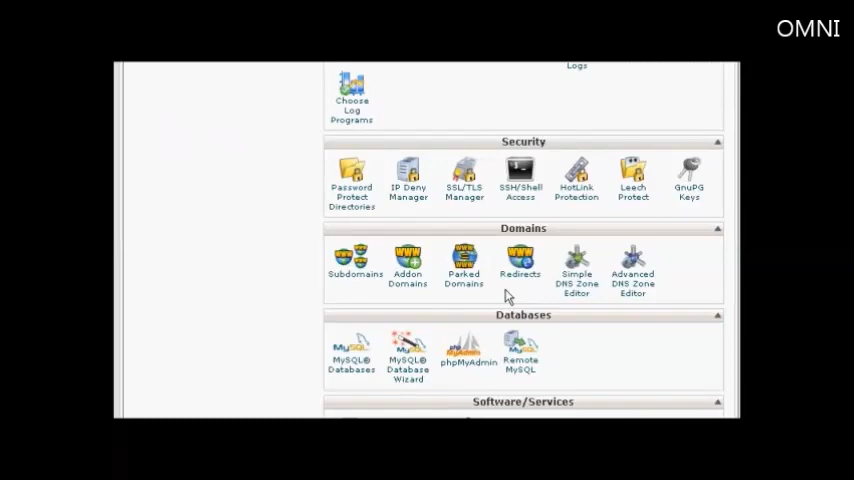 OMNI
Logs
Choose
Log
Programs
Security
Password
Protect
Directories
IP Deny
Manager
SSL/TLS
Manager
SSH/Shell
Access
HotLink
Protection
Leech
Protect
GnuPG
Keys
Domains
Subdomains
Addon
Domains
Parked
Domains
Redirects
Simple
DNS Zone
Editor
Advanced
DNS Zone
Editor
Databases
MySQL®
Databases
MySQL®
Database
Wizard
phpMyAdmin
Remote
MySQL
Software/Services